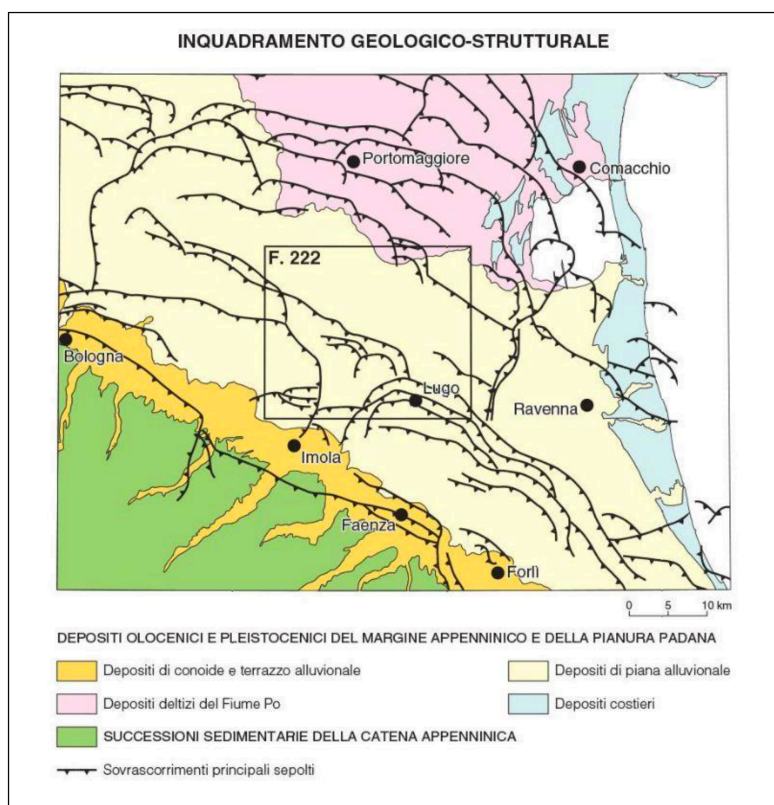 INQUADRAMENTO GEOLOGICO-STRUTTURALE
Portomaggiore
Comacchio
F. 222
Bologna
Lugo
Ravenna
Imola
Faenza
Forlì
0 5 10 km
DEPOSITI OLOCENICI E PLEISTOCENICI DEL MARGINE APPENNINICO E DELLA PIANURA PADANA
Depositi di conoide e terrazzo alluvionale
Depositi di piana alluvionale
Depositi deltizi del Fiume Po
Depositi costieri
SUCCESSIONI SEDIMENTARIE DELLA CATENA APPENNINICA
Sovrascorrimenti principali sepolti